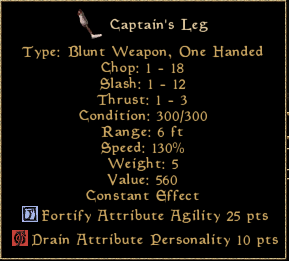 Captain's Leg
Type: Blunt Weapon, One Handed
Chop: 1 - 18
Slash: 1 - 12
Thrust: 1 - 3
Condition: 300/300
Range: 6 ft
Speed: 130%
Weight: 5
Value: 560
Constant Effect
Fortify Attribute Agility 25 pts
Drain Attribute Personality 10 pts